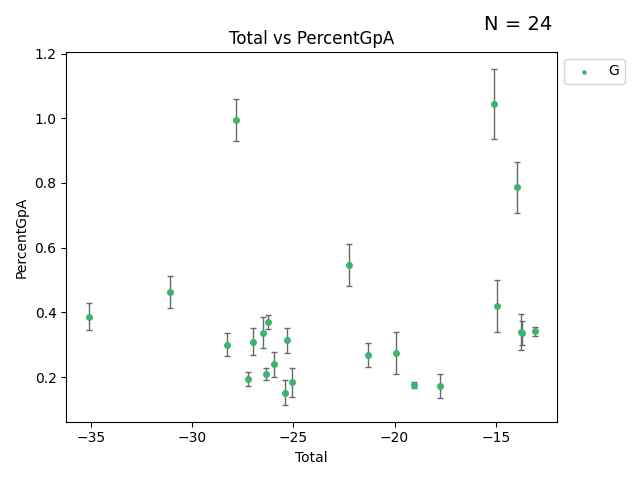 N = 24
Total vs PercentGpA
G
PercentGpA
1.2
1.0
0.8
0.6
0.4
0.2
−35
−30
−25
−20
−15
Total